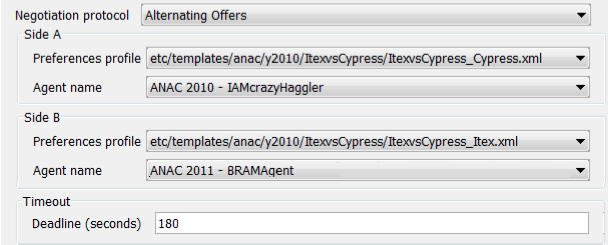 Negotiation protocol Alternating Offers
Side A
Preferences profile etc/templates/anac/y2010/ItexvsCypress/ItexvsCypress_Cypress.xml
Agent name ANAC 2010 - IAMcrazyHaggler
Side B
Preferences profile etc/templates/anac/y2010/ItexvsCypress/ItexvsCypress_Itex.xml
Agent name ANAC 2011 - BRAMAgent
Timeout
Deadline (seconds) 180